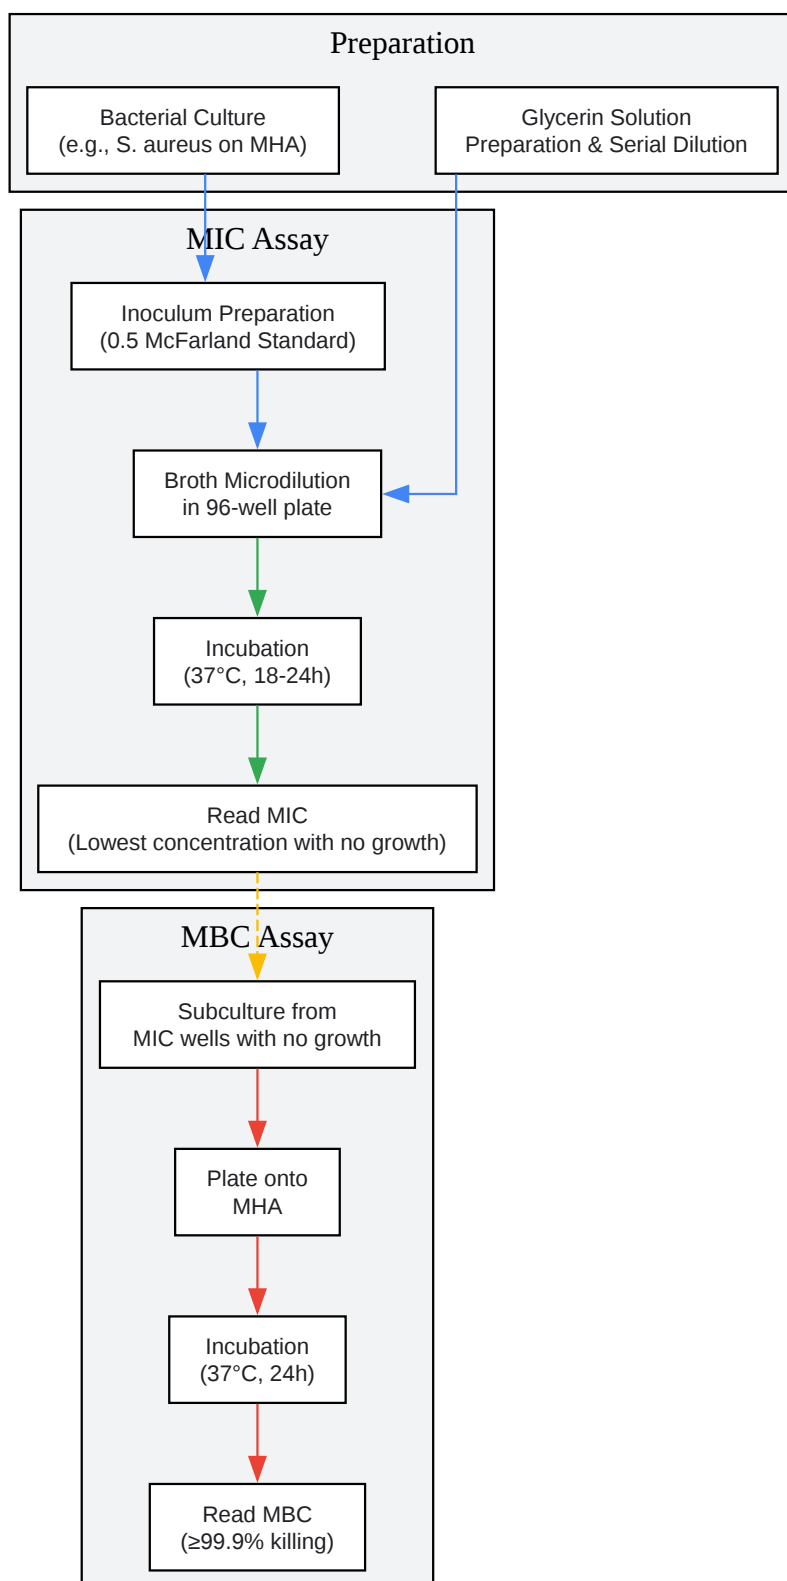 Preparation
Bacterial Culture
(e.g., S. aureus on MHA)
Glycerin Solution
Preparation & Serial Dilution
MIC Assay
Inoculum Preparation
(0.5 McFarland Standard)
Broth Microdilution
in 96-well plate
Incubation
(37°C, 18-24h)
Read MIC
(Lowest concentration with no growth)
MBC Assay
Subculture from
MIC wells with no growth
Plate onto
MHA
Incubation
(37°C, 24h)
Read MBC
(≥99.9% killing)